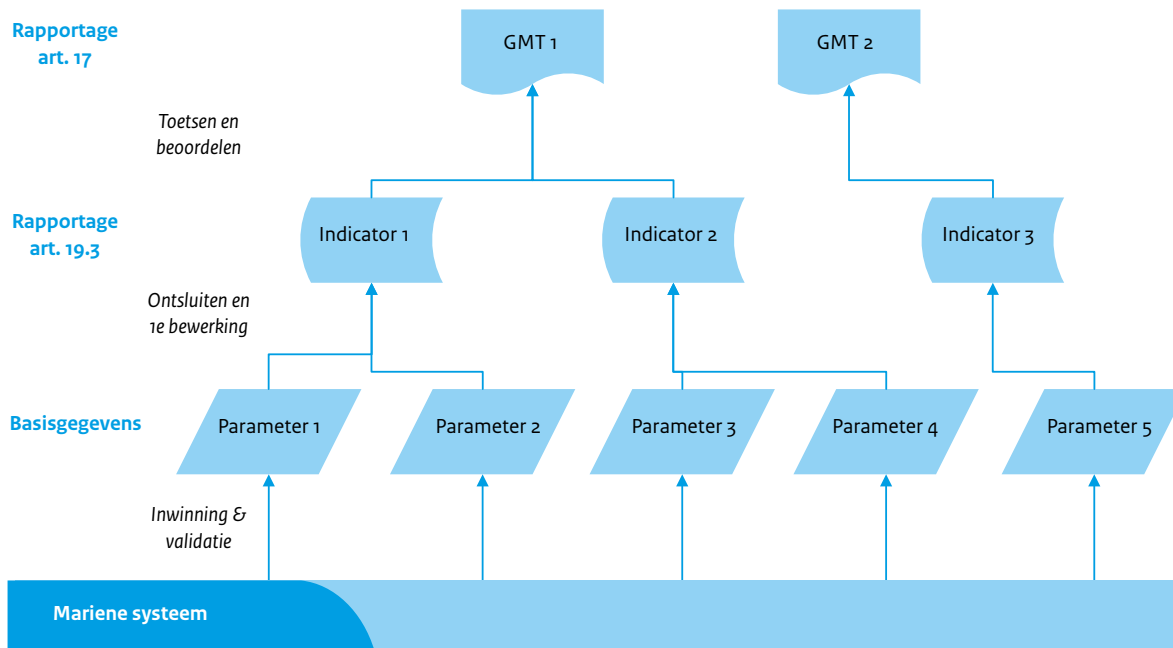 Rapportage
art. 17
GMT 1
GMT 2
Toetsen en
beoordelen
Rapportage
art. 19.3
Indicator 1
Indicator 2
Indicator 3
Ontsluiten en
1e bewerking
Basisgegevens
Parameter 1
Parameter 2
Parameter 3
Parameter 4
Parameter 5
Inwinning &
validatie
Mariene systeem